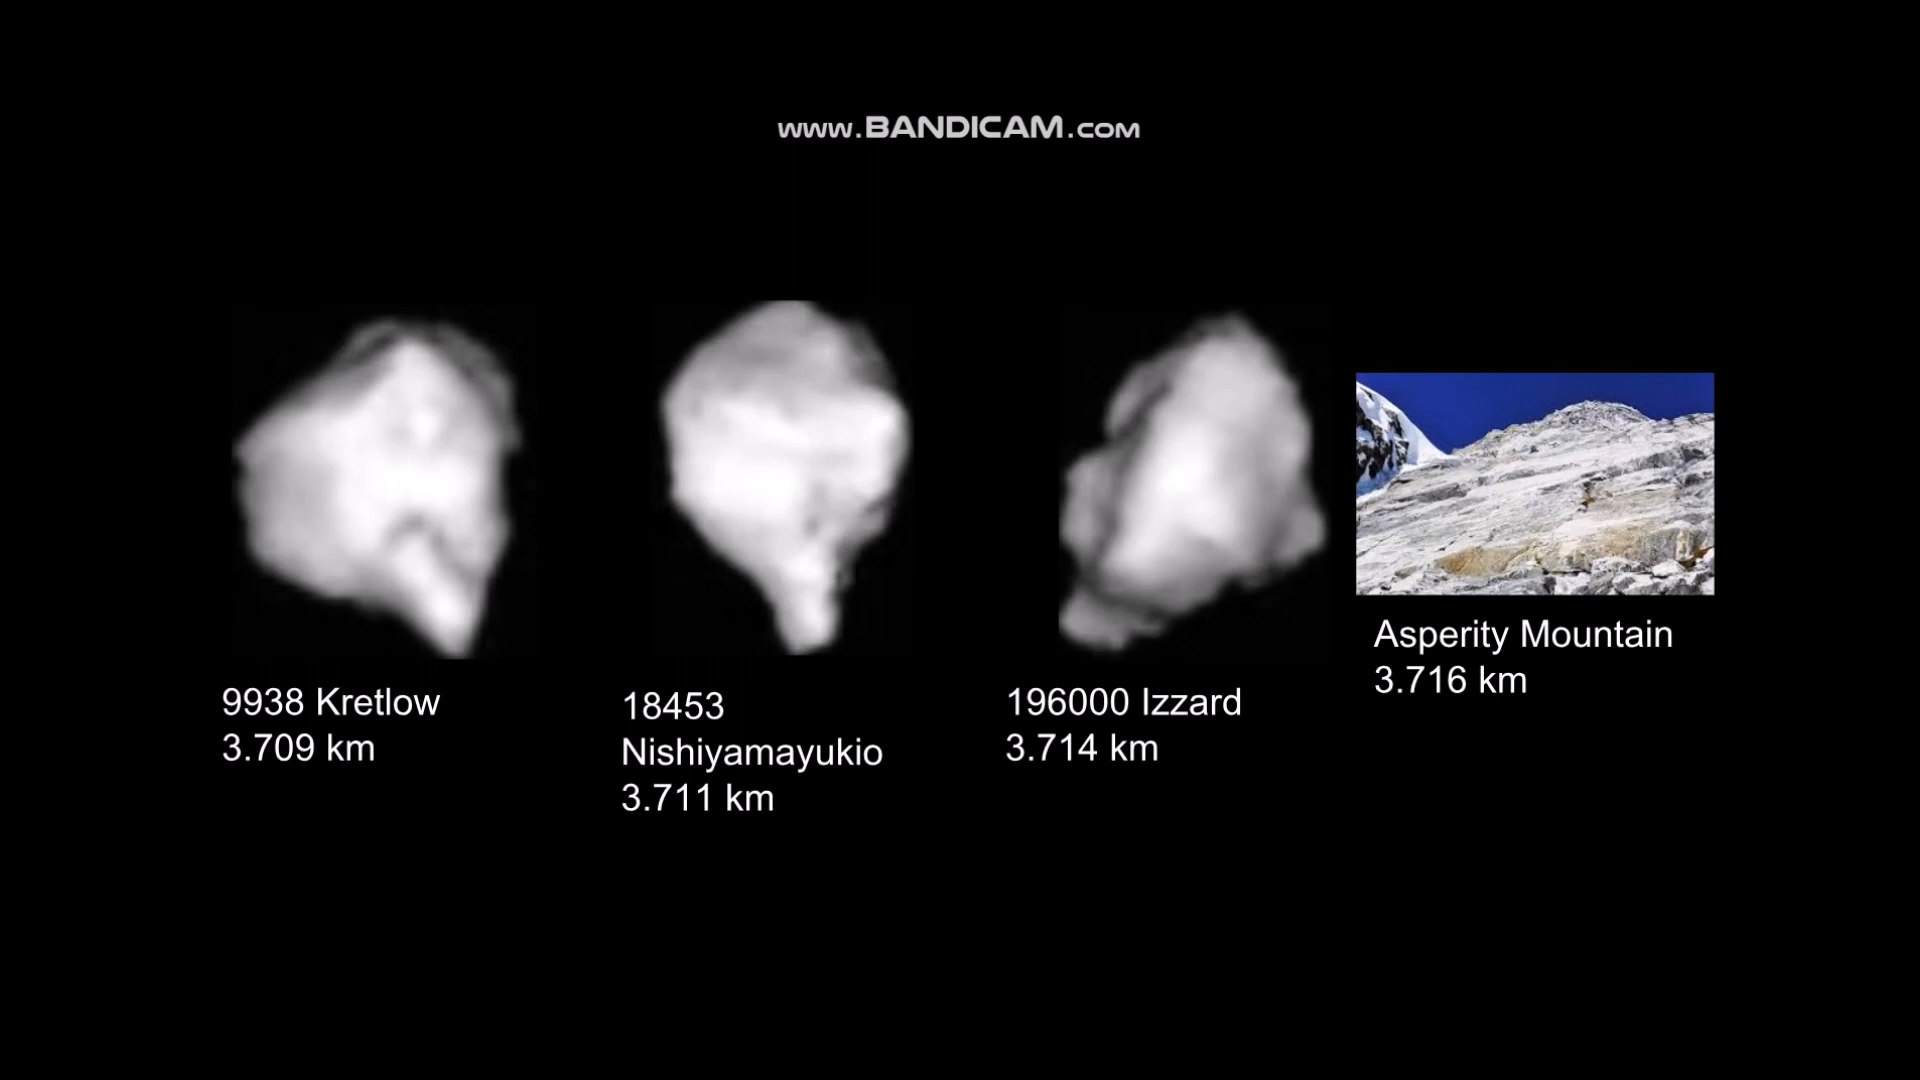 www.BANDICAM.com
9938 Kretlow
3.709 km
18453
Nishiyamayukio
3.711 km
196000 Izzard
3.714 km
Asperity Mountain
3.716 km